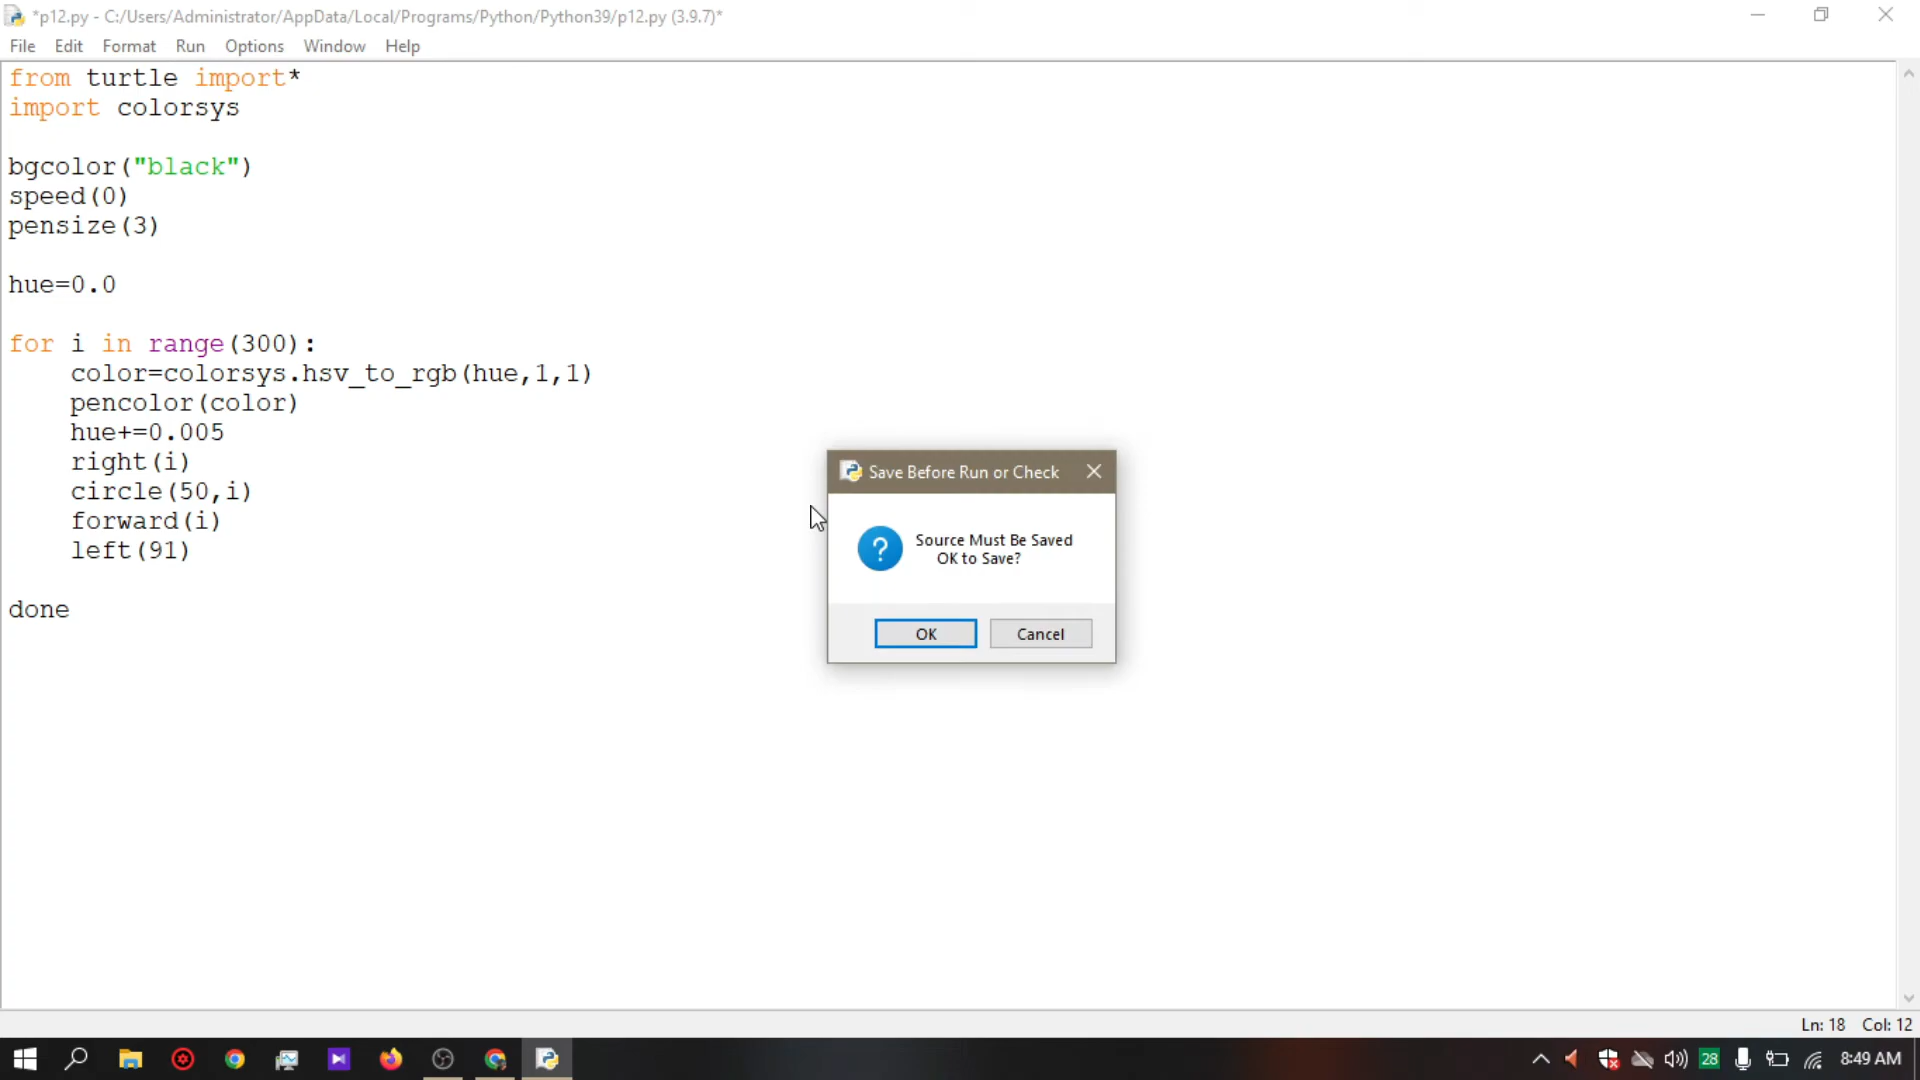 *p12.py - C:/Users/Administrator/AppData/Local/Programs/Python/Python39/p12.py (3.9.7)*
File Edit Format Run Options Window Help
from turtle import*
import colorsys
bgcolor("black")
speed(0)
pensize(3)
hue=0.0
for i in range(300):
    color=colorsys.hsv_to_rgb(hue,1,1)
    pencolor(color)
    hue+=0.005
    right(i)
    circle(50,i)
    forward(i)
    left(91)
done
Save Before Run or Check
Source Must Be Saved
OK to Save?
OK Cancel
Ln: 18 Col: 12
28 8:49 AM